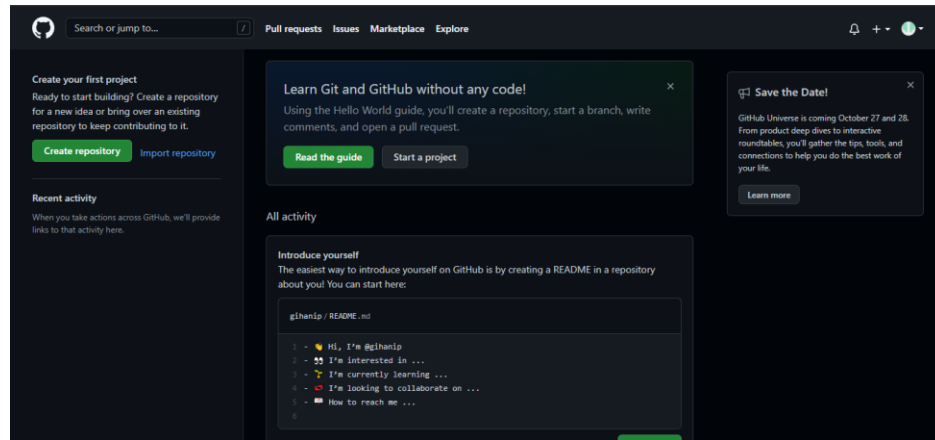 Search or jump to... /
Pull requests Issues Marketplace Explore
Create your first project
Ready to start building? Create a repository
for a new idea or bring over an existing
repository to keep contributing to it.
Create repository Import repository
Recent activity
When you take actions across GitHub, we'll provide
links to that activity here.
Learn Git and GitHub without any code!
Using the Hello World guide, you'll create a repository, start a branch, write
comments, and open a pull request.
Read the guide Start a project
All activity
Introduce yourself
The easiest way to introduce yourself on GitHub is by creating a README in a repository
about you! You can start here:
gihanip / README.md
1 - 👋 Hi, I'm @gihanip
2 - 👀 I'm interested in ...
3 - 🌱 I'm currently learning ...
4 - 💞️ I'm looking to collaborate on ...
5 - 📫 How to reach me ...
6
Save the Date!
GitHub Universe is coming October 27 and 28.
From product deep dives to interactive
roundtables, you'll gather the tips, tools, and
connections to help you do the best work of
your life.
Learn more